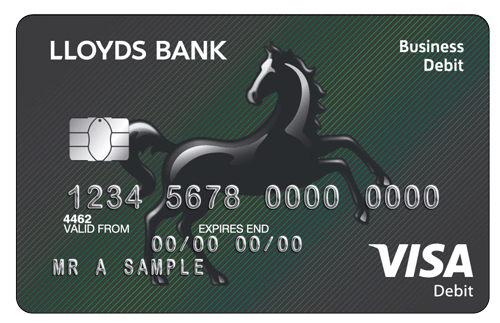 LLOYDS BANK
Business
Debit
1234 5678 0000 0000
4462
VALID FROM EXPIRES END
00/00 00/00
MR A SAMPLE
VISA
Debit